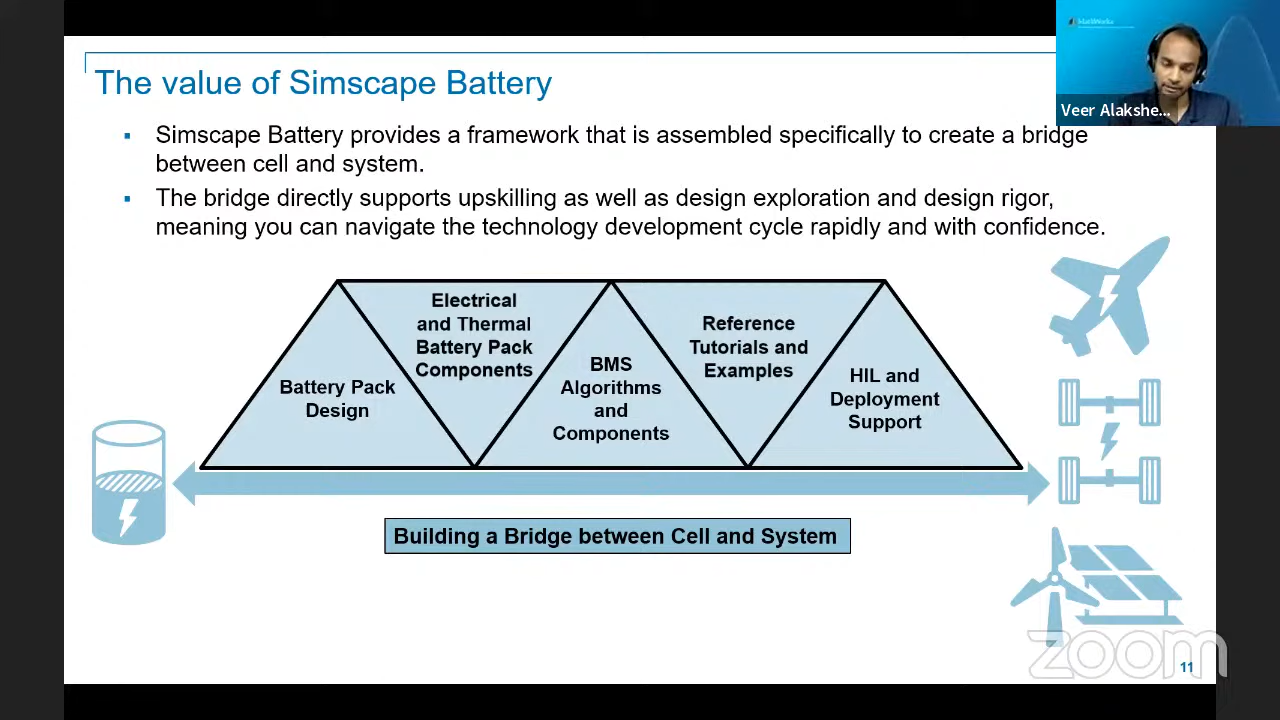 The value of Simscape Battery
MathWorks
Veer Alakshe...
▪ Simscape Battery provides a framework that is assembled specifically to create a bridge
between cell and system.
▪ The bridge directly supports upskilling as well as design exploration and design rigor,
meaning you can navigate the technology development cycle rapidly and with confidence.
Battery Pack
Design
Electrical
and Thermal
Battery Pack
Components
BMS
Algorithms
and
Components
Reference
Tutorials and
Examples
HIL and
Deployment
Support
Building a Bridge between Cell and System
zoom
11